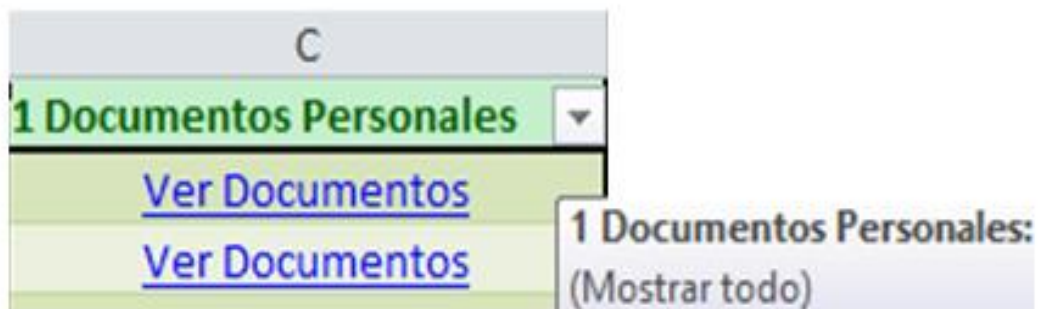 C
1 Documentos Personales
Ver Documentos
Ver Documentos
1 Documentos Personales:
(Mostrar todo)